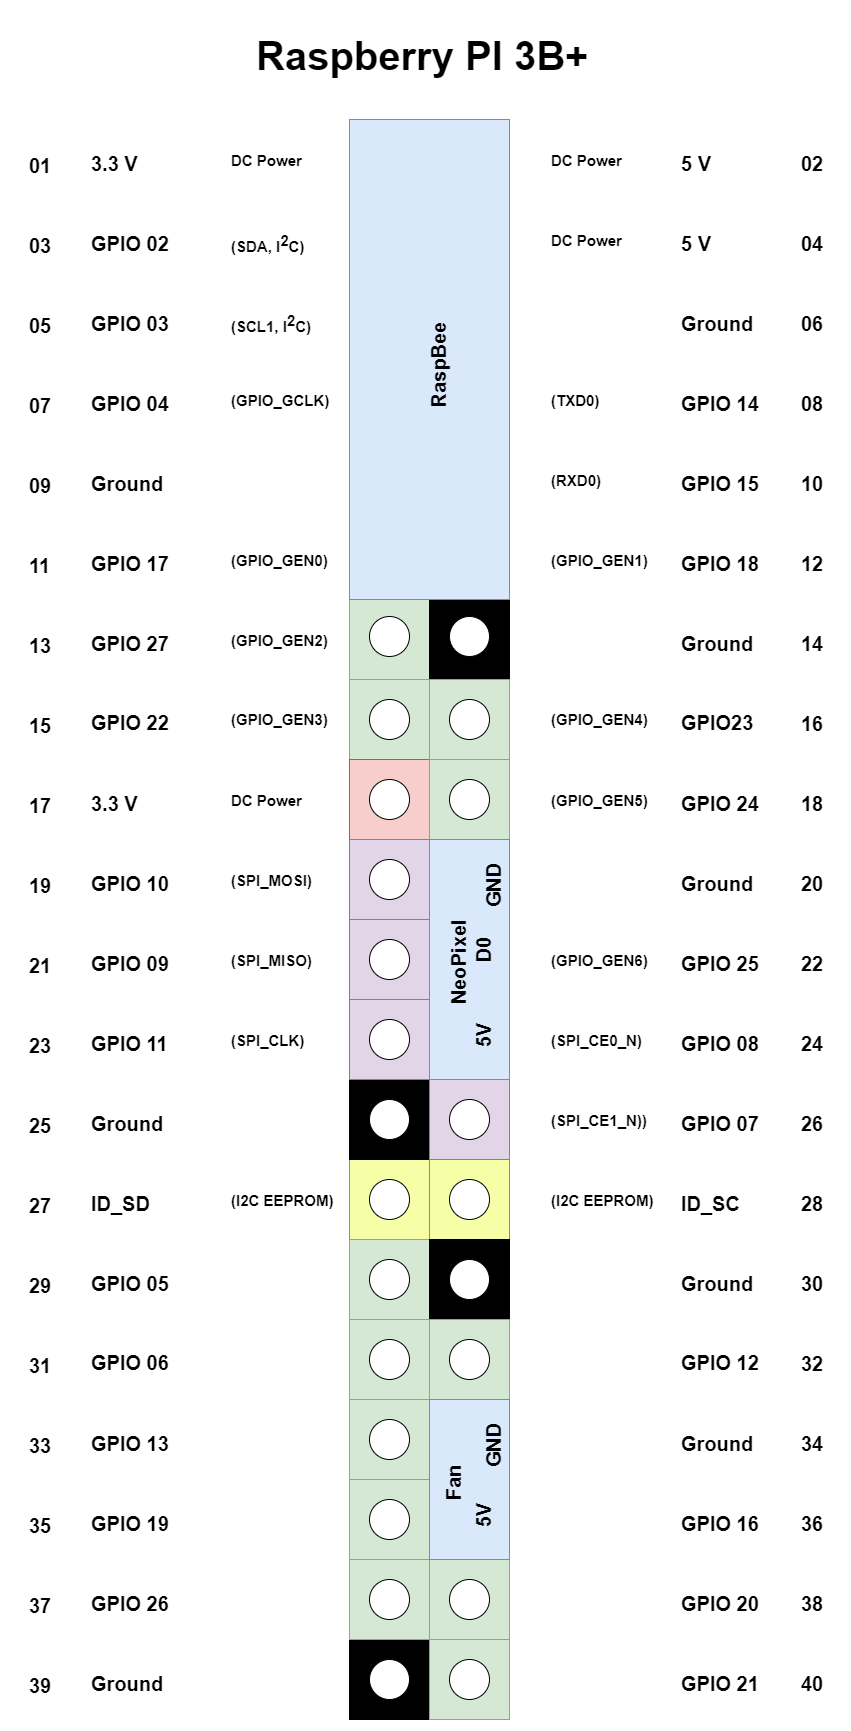 Raspberry PI 3B+
01 3.3 V DC Power DC Power 5 V 02
03 GPIO 02 (SDA, I²C) DC Power 5 V 04
05 GPIO 03 (SCL1, I²C) Ground 06
RaspBee
07 GPIO 04 (GPIO_GCLK) (TXD0) GPIO 14 08
09 Ground (RXD0) GPIO 15 10
11 GPIO 17 (GPIO_GEN0) (GPIO_GEN1) GPIO 18 12
13 GPIO 27 (GPIO_GEN2) Ground 14
15 GPIO 22 (GPIO_GEN3) (GPIO_GEN4) GPIO23 16
17 3.3 V DC Power (GPIO_GEN5) GPIO 24 18
19 GPIO 10 (SPI_MOSI) GND Ground 20
21 GPIO 09 (SPI_MISO) NeoPixel D0 (GPIO_GEN6) GPIO 25 22
23 GPIO 11 (SPI_CLK) 5V (SPI_CE0_N) GPIO 08 24
25 Ground (SPI_CE1_N)) GPIO 07 26
27 ID_SD (I2C EEPROM) (I2C EEPROM) ID_SC 28
29 GPIO 05 Ground 30
31 GPIO 06 GPIO 12 32
33 GPIO 13 GND Ground 34
Fan
35 GPIO 19 5V GPIO 16 36
37 GPIO 26 GPIO 20 38
39 Ground GPIO 21 40